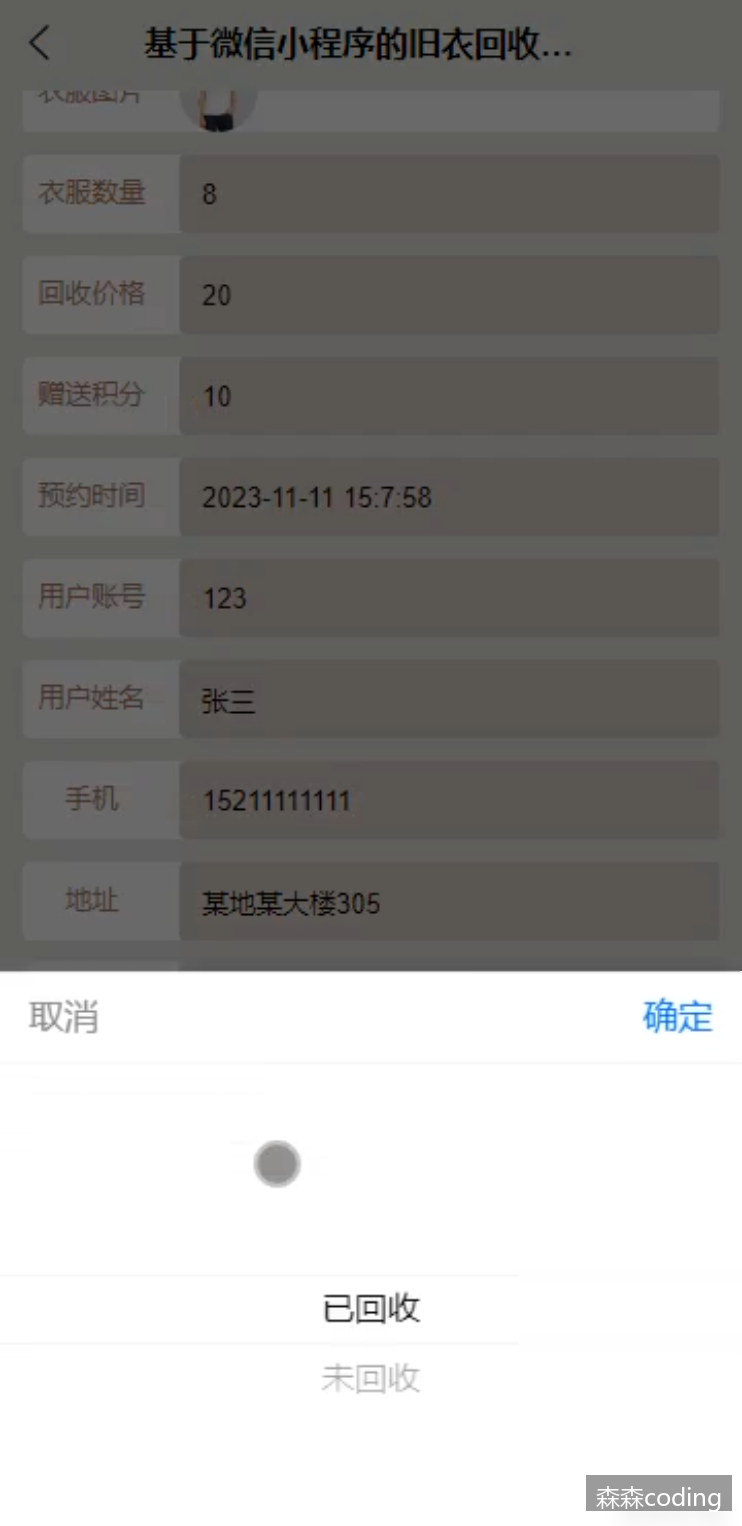 基于微信小程序的旧衣回收...
衣服图片
衣服数量 8
回收价格 20
赠送积分 10
预约时间 2023-11-11 15:7:58
用户账号 123
用户姓名 张三
手机 15211111111
地址 某地某大楼305
取消 确定
已回收
未回收
森森coding